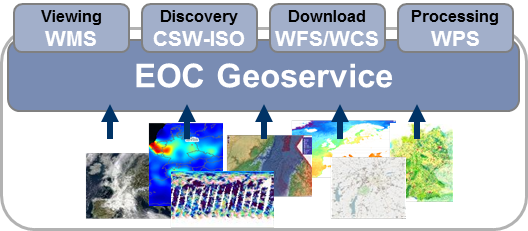 Viewing
WMS
Discovery
CSW-ISO
Download
WFS/WCS
Processing
WPS
EOC Geoservice